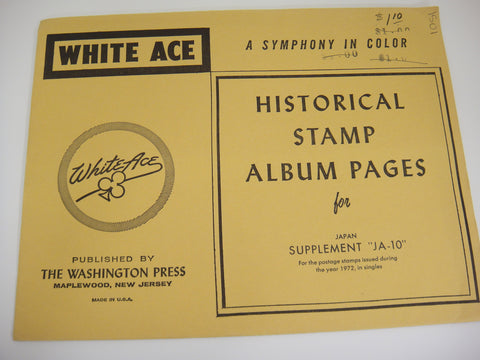 WHITE ACE
A SYMPHONY IN COLOR
$1.10
1051
White Ace
PUBLISHED BY
THE WASHINGTON PRESS
MAPLEWOOD, NEW JERSEY
MADE IN U.S.A.
HISTORICAL
STAMP
ALBUM PAGES
for
JAPAN
SUPPLEMENT "JA-10"
For the postage stamps issued during
the year 1972, in singles